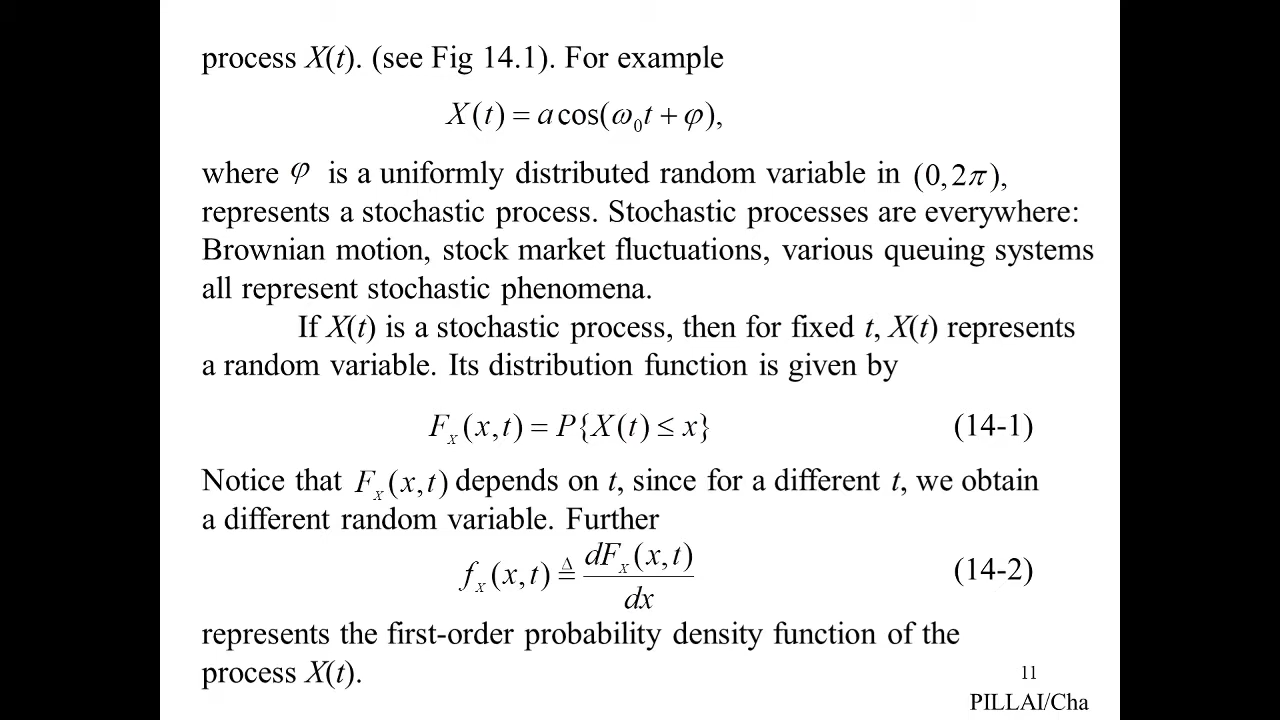 process X(t). (see Fig 14.1). For example
X(t) = a cos(ω₀t + φ),
where φ is a uniformly distributed random variable in (0, 2π),
represents a stochastic process. Stochastic processes are everywhere:
Brownian motion, stock market fluctuations, various queuing systems
all represent stochastic phenomena.
If X(t) is a stochastic process, then for fixed t, X(t) represents
a random variable. Its distribution function is given by
F_X(x, t) = P{X(t) ≤ x} (14-1)
Notice that F_X(x, t) depends on t, since for a different t, we obtain
a different random variable. Further
f_X(x, t) ≜ dF_X(x, t) / dx (14-2)
represents the first-order probability density function of the
process X(t).
11
PILLAI/Cha